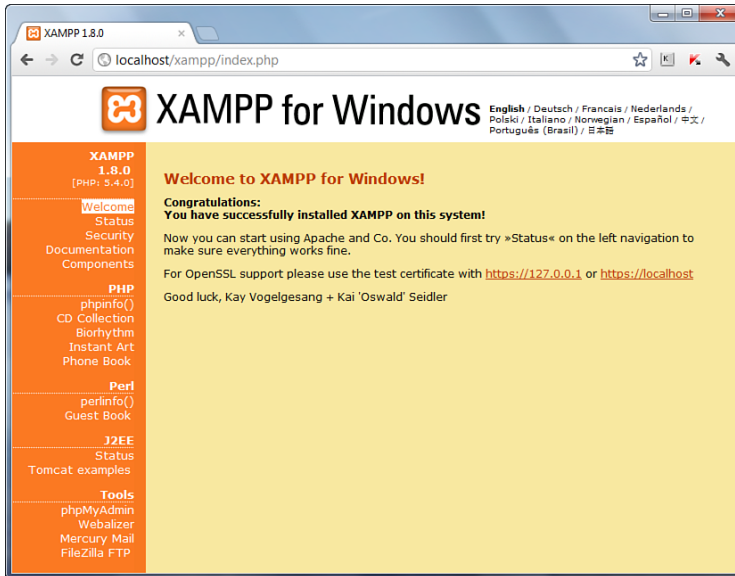 XAMPP 1.8.0
localhost/xampp/index.php
XAMPP for Windows
English / Deutsch / Francais / Nederlands /
Polski / Italiano / Norwegian / Español / 中文 /
Português (Brasil) / 日本語
XAMPP
1.8.0
[PHP: 5.4.0]
Welcome
Status
Security
Documentation
Components
PHP
phpinfo()
CD Collection
Biorhythm
Instant Art
Phone Book
Perl
perlinfo()
Guest Book
J2EE
Status
Tomcat examples
Tools
phpMyAdmin
Webalizer
Mercury Mail
FileZilla FTP
Welcome to XAMPP for Windows!
Congratulations:
You have successfully installed XAMPP on this system!
Now you can start using Apache and Co. You should first try »Status« on the left navigation to
make sure everything works fine.
For OpenSSL support please use the test certificate with https://127.0.0.1 or https://localhost
Good luck, Kay Vogelgesang + Kai 'Oswald' Seidler